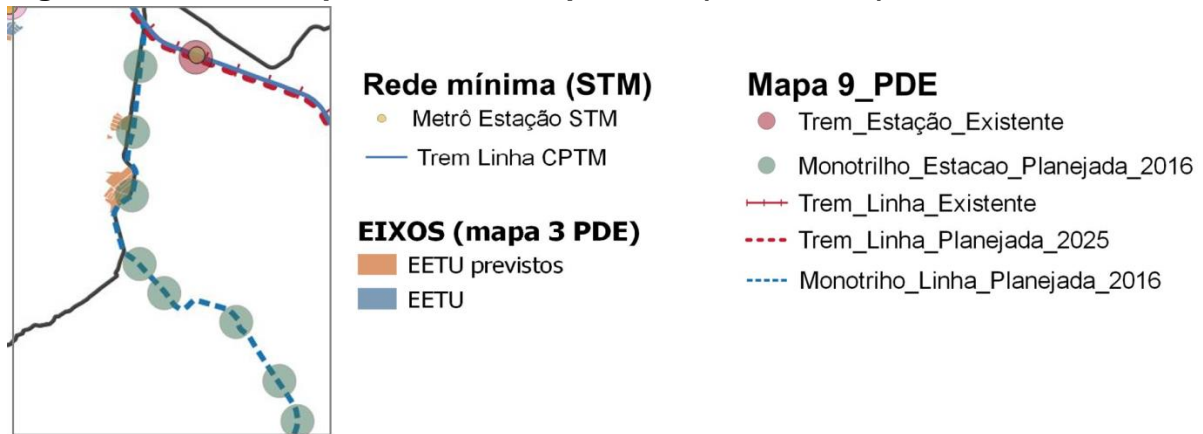 Rede mínima (STM)
Metrô Estação STM
Trem Linha CPTM
EIXOS (mapa 3 PDE)
EETU previstos
EETU
Mapa 9_PDE
Trem_Estação_Existente
Monotrilho_Estacao_Planejada_2016
Trem_Linha_Existente
Trem_Linha_Planejada_2025
Monotriho_Linha_Planejada_2016